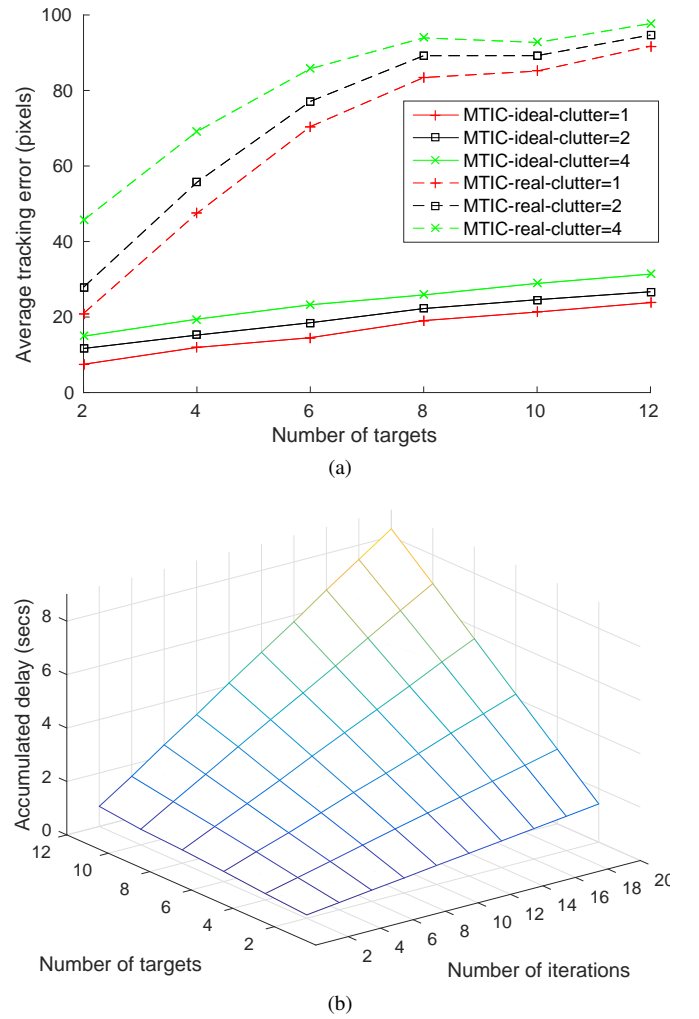 100
80
60
40
20
0
2
4
6
8
10
12
Average tracking error (pixels)
Number of targets
MTIC-ideal-clutter=1
MTIC-ideal-clutter=2
MTIC-ideal-clutter=4
MTIC-real-clutter=1
MTIC-real-clutter=2
MTIC-real-clutter=4
(a)
8
6
4
2
0
Accumulated delay (secs)
12
10
8
6
4
2
Number of targets
2
4
6
8
10
12
14
16
18
20
Number of iterations
(b)